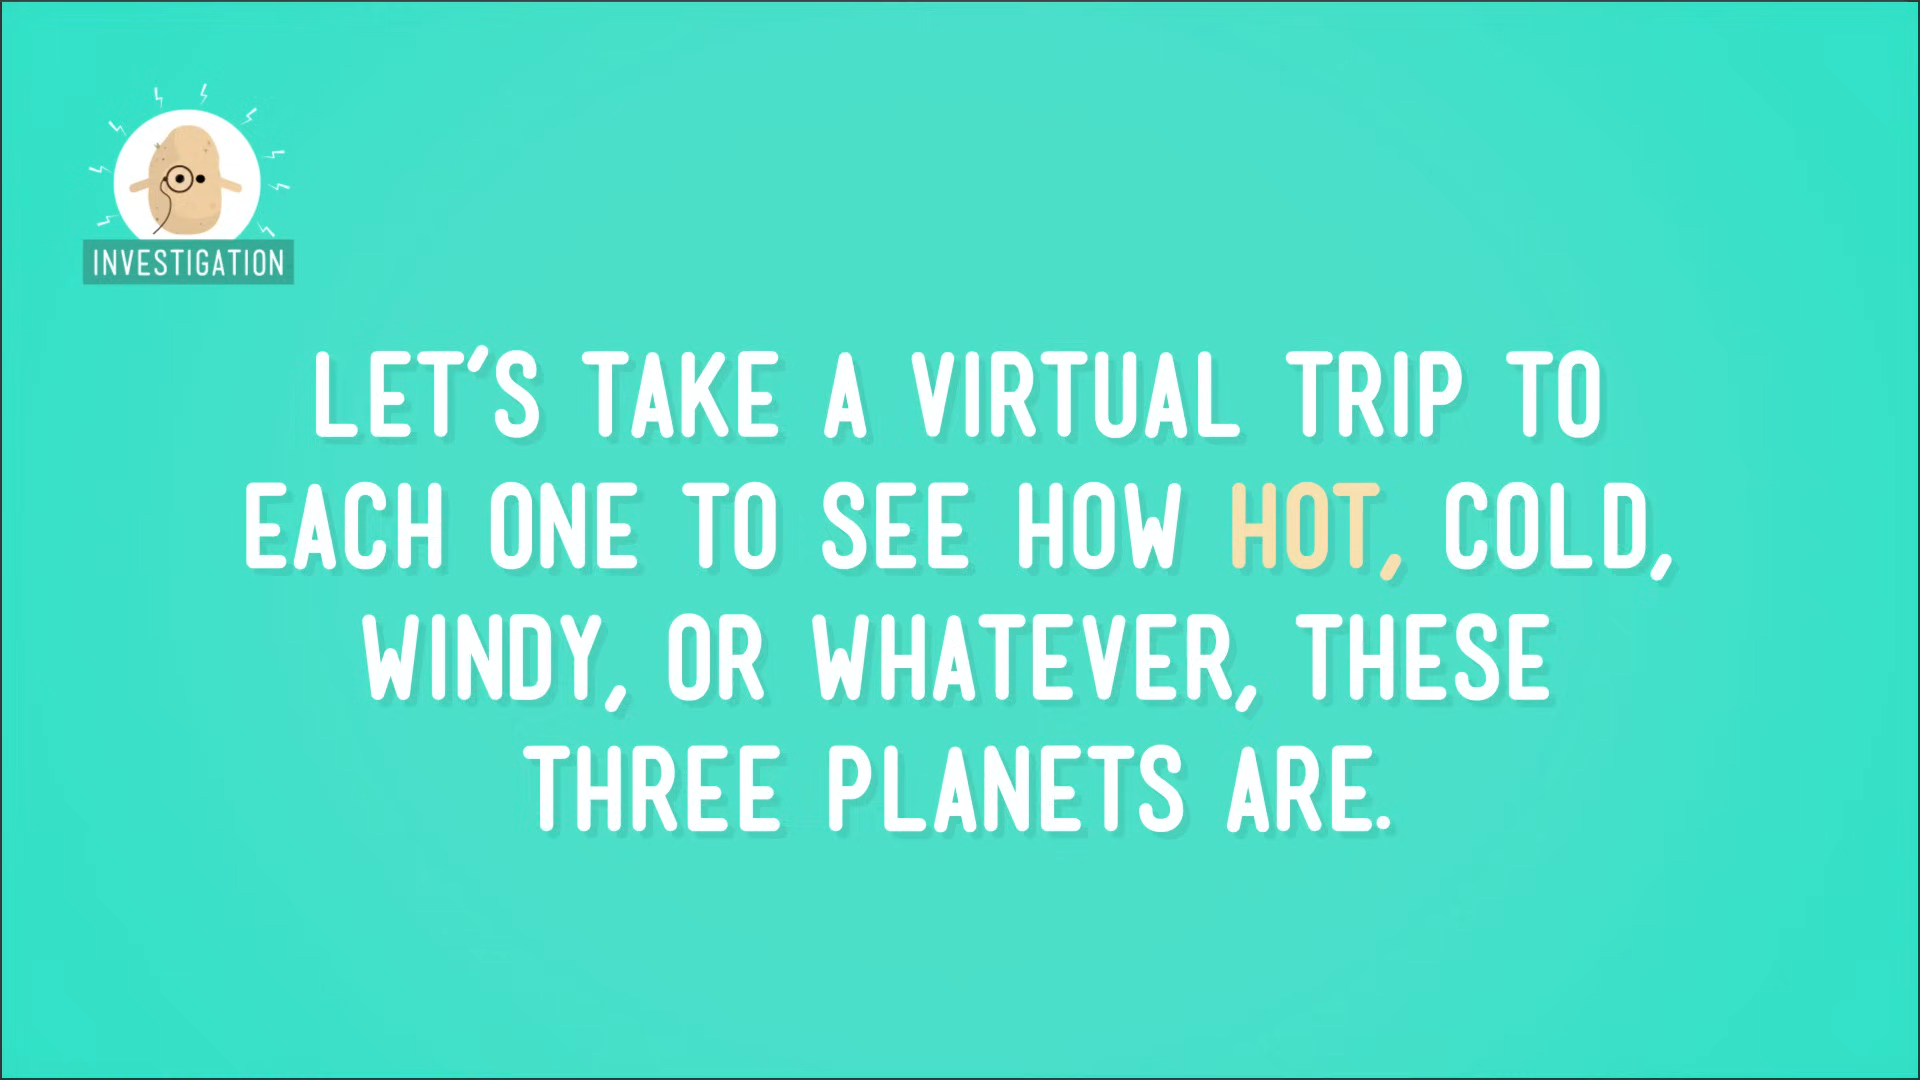 INVESTIGATION
LET'S TAKE A VIRTUAL TRIP TO
EACH ONE TO SEE HOW HOT, COLD,
WINDY, OR WHATEVER, THESE
THREE PLANETS ARE.